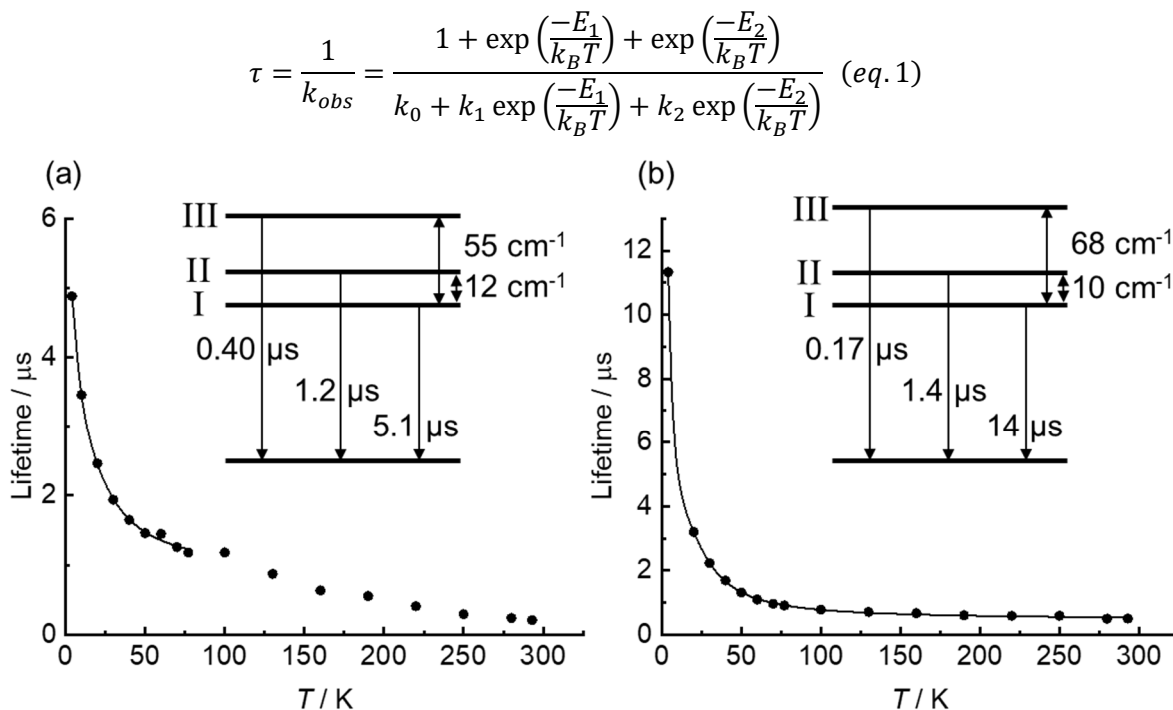 τ = 1/k_obs = (1 + exp(−E₁/k_BT) + exp(−E₂/k_BT)) / (k₀ + k₁ exp(−E₁/k_BT) + k₂ exp(−E₂/k_BT)) (eq. 1)
(a)
Lifetime / μs
6
4
2
0
0 50 100 150 200 250 300
T / K
III
II
I
55 cm⁻¹
12 cm⁻¹
0.40 μs
1.2 μs
5.1 μs
(b)
Lifetime / μs
12
10
8
6
4
2
0
0 50 100 150 200 250 300
T / K
III
II
I
68 cm⁻¹
10 cm⁻¹
0.17 μs
1.4 μs
14 μs